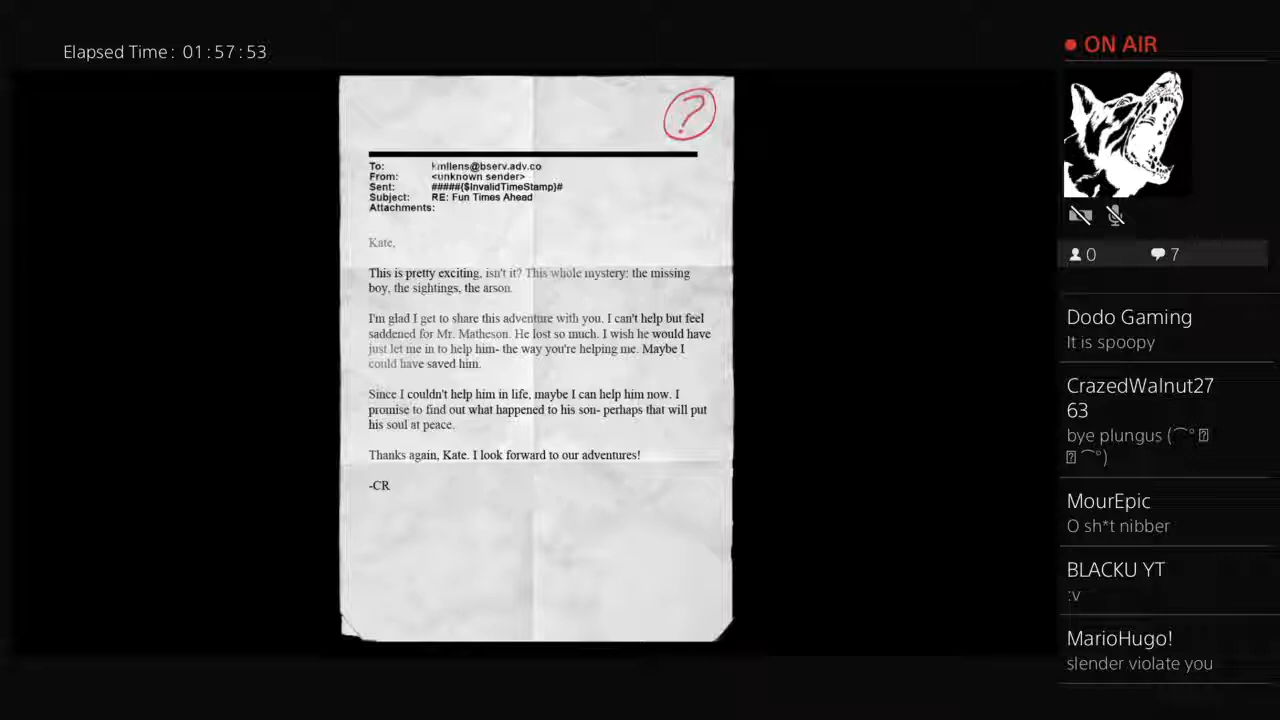 Elapsed Time: 01:57:53
ON AIR
?
To: kmllens@bserv.adv.co
From: <unknown sender>
Sent: #####{$InvalidTimeStamp}#
Subject: RE: Fun Times Ahead
Attachments:
Kate,
This is pretty exciting, isn't it? This whole mystery: the missing
boy, the sightings, the arson.
I'm glad I get to share this adventure with you. I can't help but feel
saddened for Mr. Matheson. He lost so much. I wish he would have
just let me in to help him- the way you're helping me. Maybe I
could have saved him.
Since I couldn't help him in life, maybe I can help him now. I
promise to find out what happened to his son- perhaps that will put
his soul at peace.
Thanks again, Kate. I look forward to our adventures!
-CR
0
7
Dodo Gaming
It is spoopy
CrazedWalnut27
63
bye plungus (͡°
͡°)
MourEpic
O sh*t nibber
BLACKU YT
:v
MarioHugo!
slender violate you